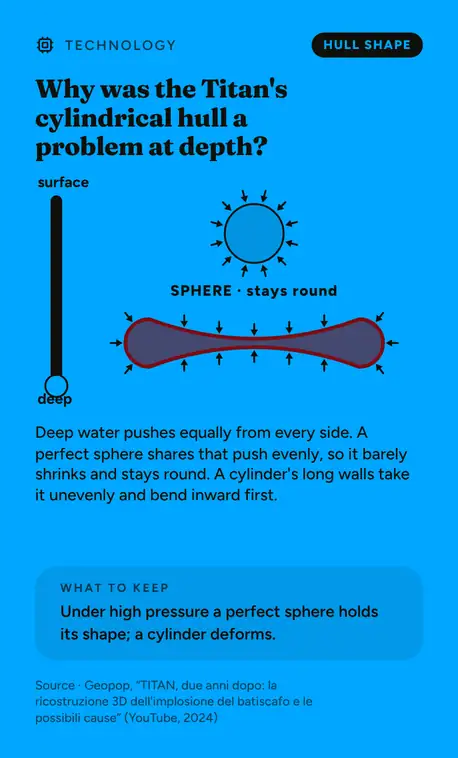 TECHNOLOGY
HULL SHAPE
Why was the Titan's
cylindrical hull a
problem at depth?
surface
SPHERE · stays round
deep
Deep water pushes equally from every side. A
perfect sphere shares that push evenly, so it barely
shrinks and stays round. A cylinder's long walls take
it unevenly and bend inward first.
WHAT TO KEEP
Under high pressure a perfect sphere holds
its shape; a cylinder deforms.
Source · Geopop, "TITAN, due anni dopo: la
ricostruzione 3D dell'implosione del batiscafo e le
possibili cause" (YouTube, 2024)